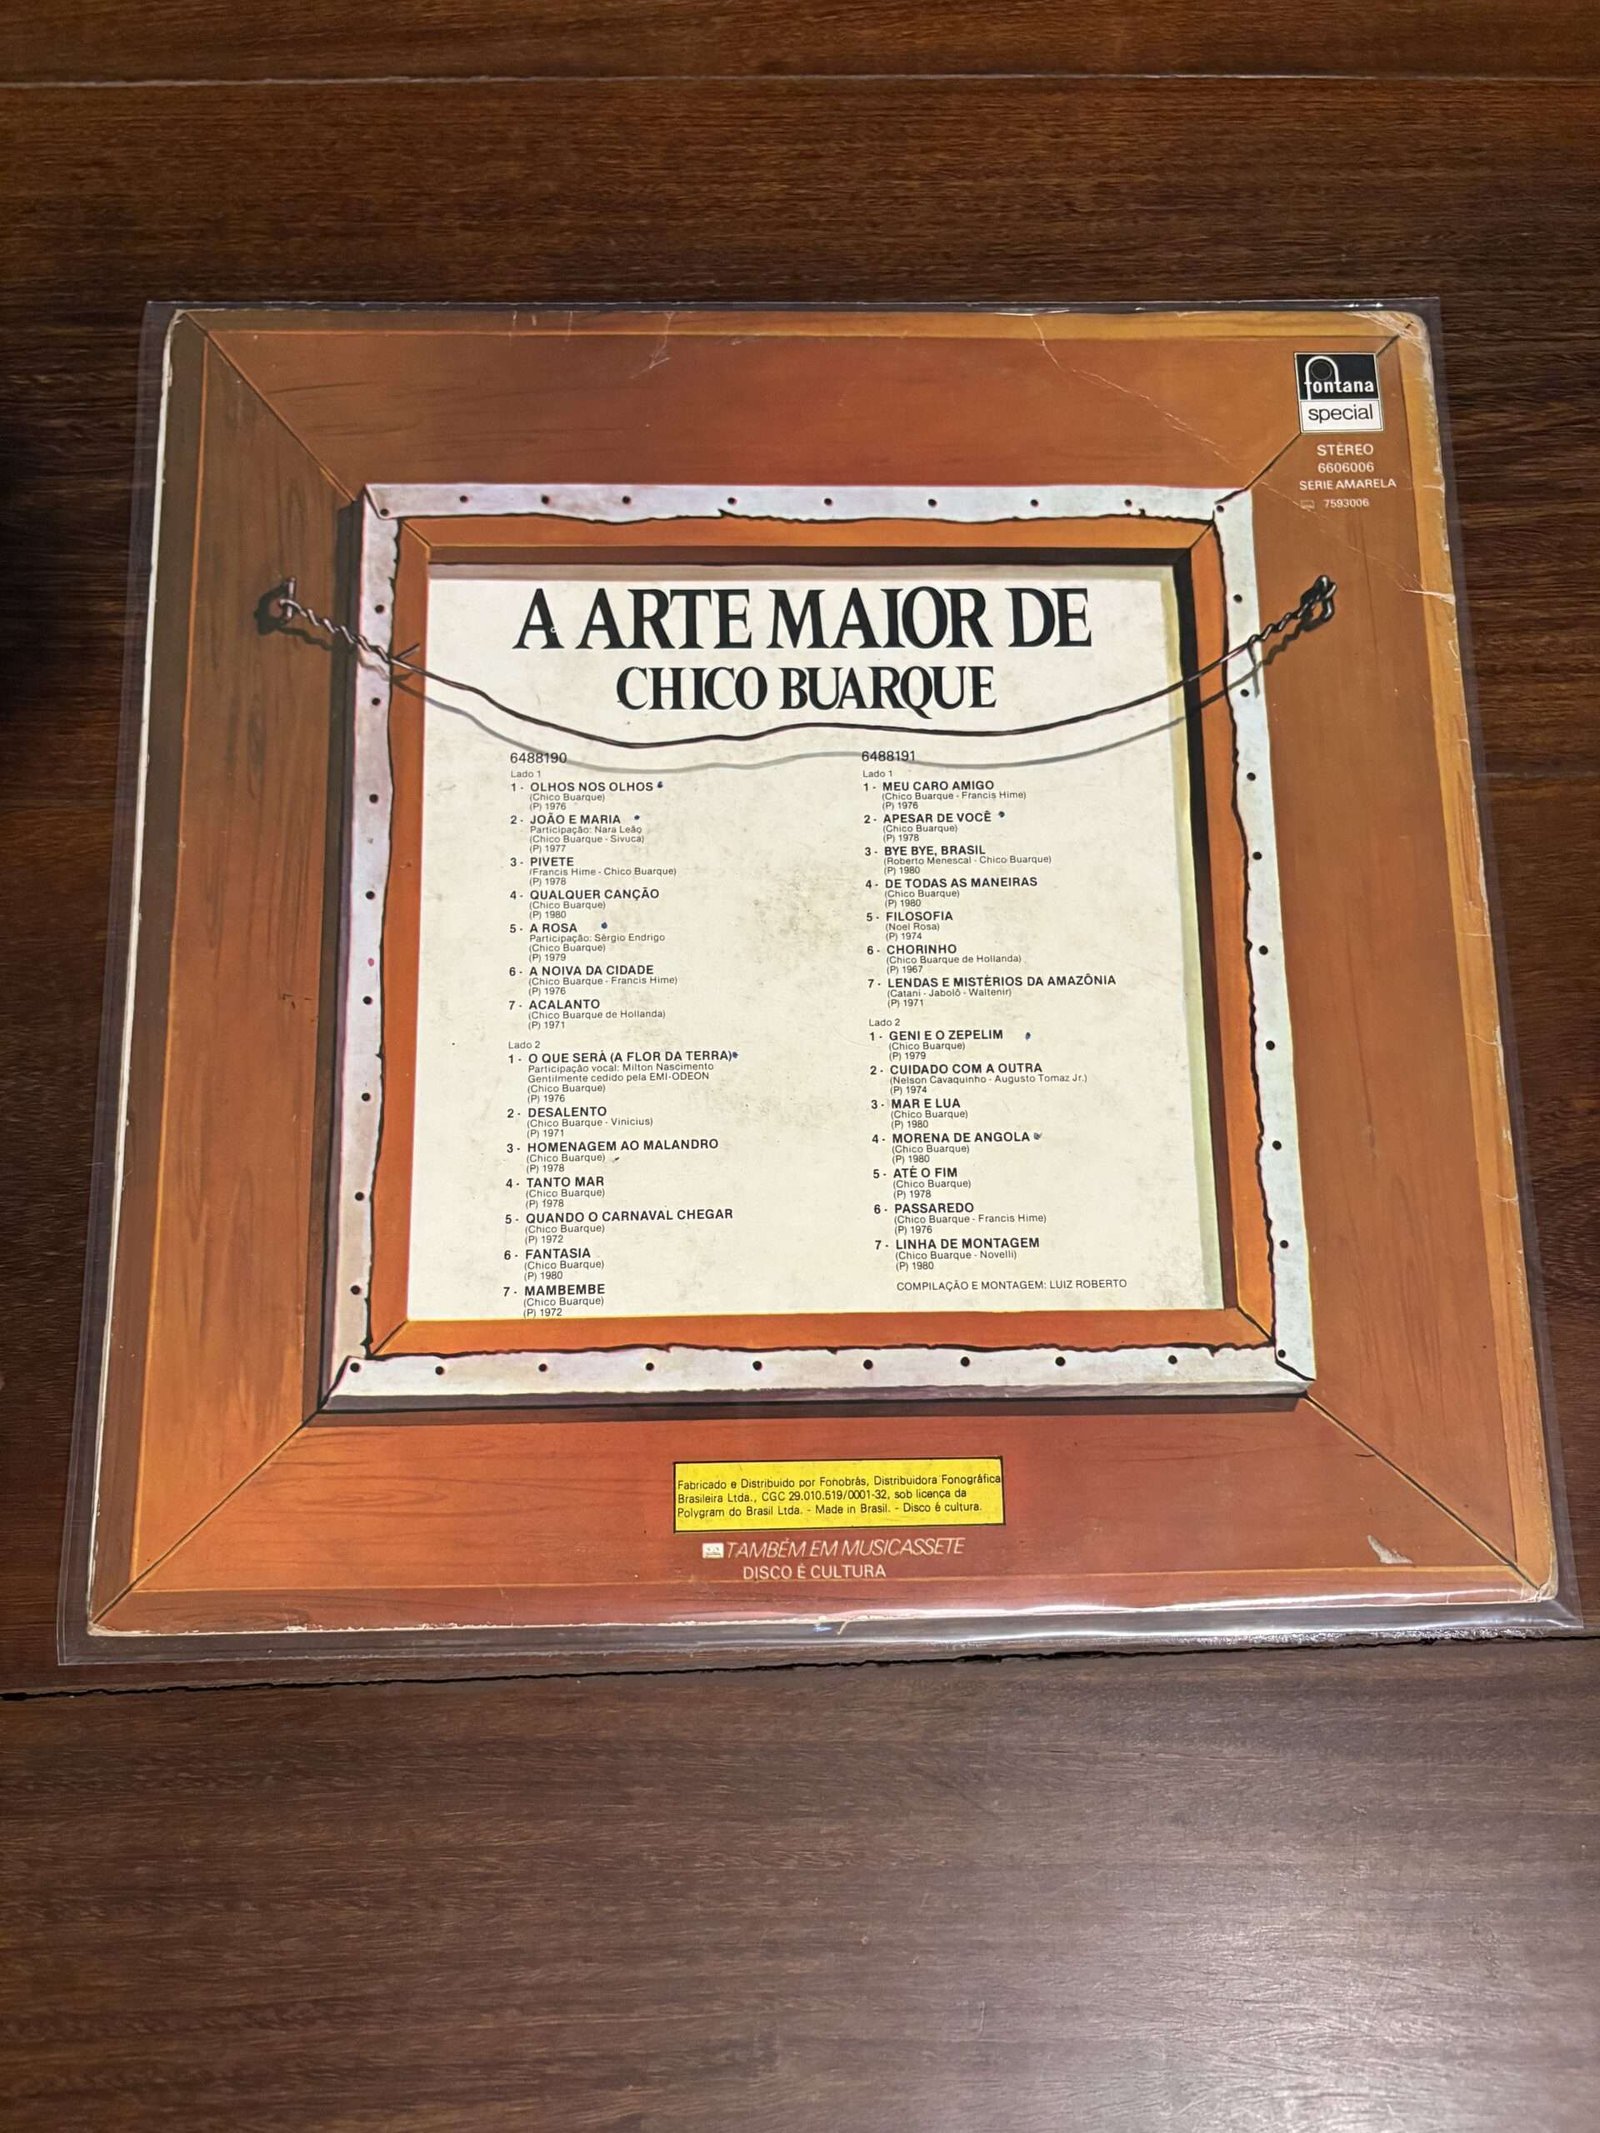 fontana
special
STÉREO
6606006
SÉRIE AMARELA
7593006
A ARTE MAIOR DE
CHICO BUARQUE
6488190
Lado 1
1 - OLHOS NOS OLHOS
(Chico Buarque)
(P) 1976
2 - JOÃO E MARIA
Participação: Nara Leão
(Chico Buarque - Sivuca)
(P) 1977
3 - PIVETE
(Francis Hime - Chico Buarque)
(P) 1978
4 - QUALQUER CANÇÃO
(Chico Buarque)
(P) 1980
5 - A ROSA
Participação: Sérgio Endrigo
(Chico Buarque)
(P) 1979
6 - A NOIVA DA CIDADE
(Chico Buarque - Francis Hime)
(P) 1976
7 - ACALANTO
(Chico Buarque de Hollanda)
(P) 1971
Lado 2
1 - O QUE SERÁ (A FLOR DA TERRA)
Participação vocal: Milton Nascimento
Gentilmente cedido pela EMI-ODEON
(Chico Buarque)
(P) 1976
2 - DESALENTO
(Chico Buarque - Vinicius)
(P) 1971
3 - HOMENAGEM AO MALANDRO
(Chico Buarque)
(P) 1978
4 - TANTO MAR
(Chico Buarque)
(P) 1978
5 - QUANDO O CARNAVAL CHEGAR
(Chico Buarque)
(P) 1972
6 - FANTASIA
(Chico Buarque)
(P) 1980
7 - MAMBEMBE
(Chico Buarque)
(P) 1972
6488191
Lado 1
1 - MEU CARO AMIGO
(Chico Buarque - Francis Hime)
(P) 1976
2 - APESAR DE VOCÊ
(Chico Buarque)
(P) 1978
3 - BYE BYE, BRASIL
(Roberto Menescal - Chico Buarque)
(P) 1980
4 - DE TODAS AS MANEIRAS
(Chico Buarque)
(P) 1980
5 - FILOSOFIA
(Noel Rosa)
(P) 1974
6 - CHORINHO
(Chico Buarque de Hollanda)
(P) 1967
7 - LENDAS E MISTÉRIOS DA AMAZÔNIA
(Catani - Jabolô - Waltenir)
(P) 1971
Lado 2
1 - GENI E O ZEPELIM
(Chico Buarque)
(P) 1979
2 - CUIDADO COM A OUTRA
(Nelson Cavaquinho - Augusto Tomaz Jr.)
(P) 1974
3 - MAR E LUA
(Chico Buarque)
(P) 1980
4 - MORENA DE ANGOLA
(Chico Buarque)
(P) 1980
5 - ATÉ O FIM
(Chico Buarque)
(P) 1978
6 - PASSAREDO
(Chico Buarque - Francis Hime)
(P) 1976
7 - LINHA DE MONTAGEM
(Chico Buarque - Novelli)
(P) 1980
COMPILAÇÃO E MONTAGEM: LUIZ ROBERTO
Fabricado e Distribuido por Fonobrás, Distribuidora Fonográfica
Brasileira Ltda., CGC 29.010.519/0001-32, sob licença da
Polygram do Brasil Ltda. - Made in Brasil. - Disco é cultura.
TAMBÉM EM MUSICASSETE
DISCO É CULTURA